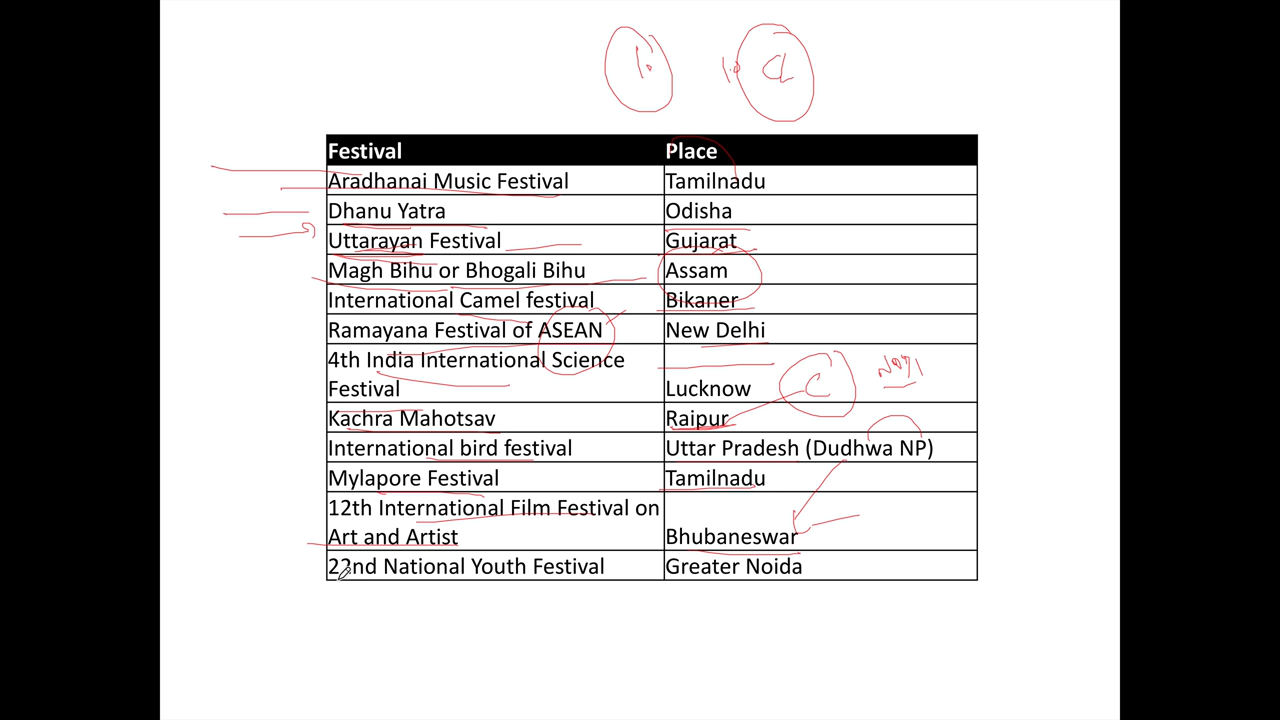 Festival Place
Aradhanai Music Festival Tamilnadu
Dhanu Yatra Odisha
Uttarayan Festival Gujarat
Magh Bihu or Bhogali Bihu Assam
International Camel festival Bikaner
Ramayana Festival of ASEAN New Delhi
4th India International Science
Festival Lucknow
Kachra Mahotsav Raipur
International bird festival Uttar Pradesh (Dudhwa NP)
Mylapore Festival Tamilnadu
12th International Film Festival on
Art and Artist Bhubaneswar
22nd National Youth Festival Greater Noida